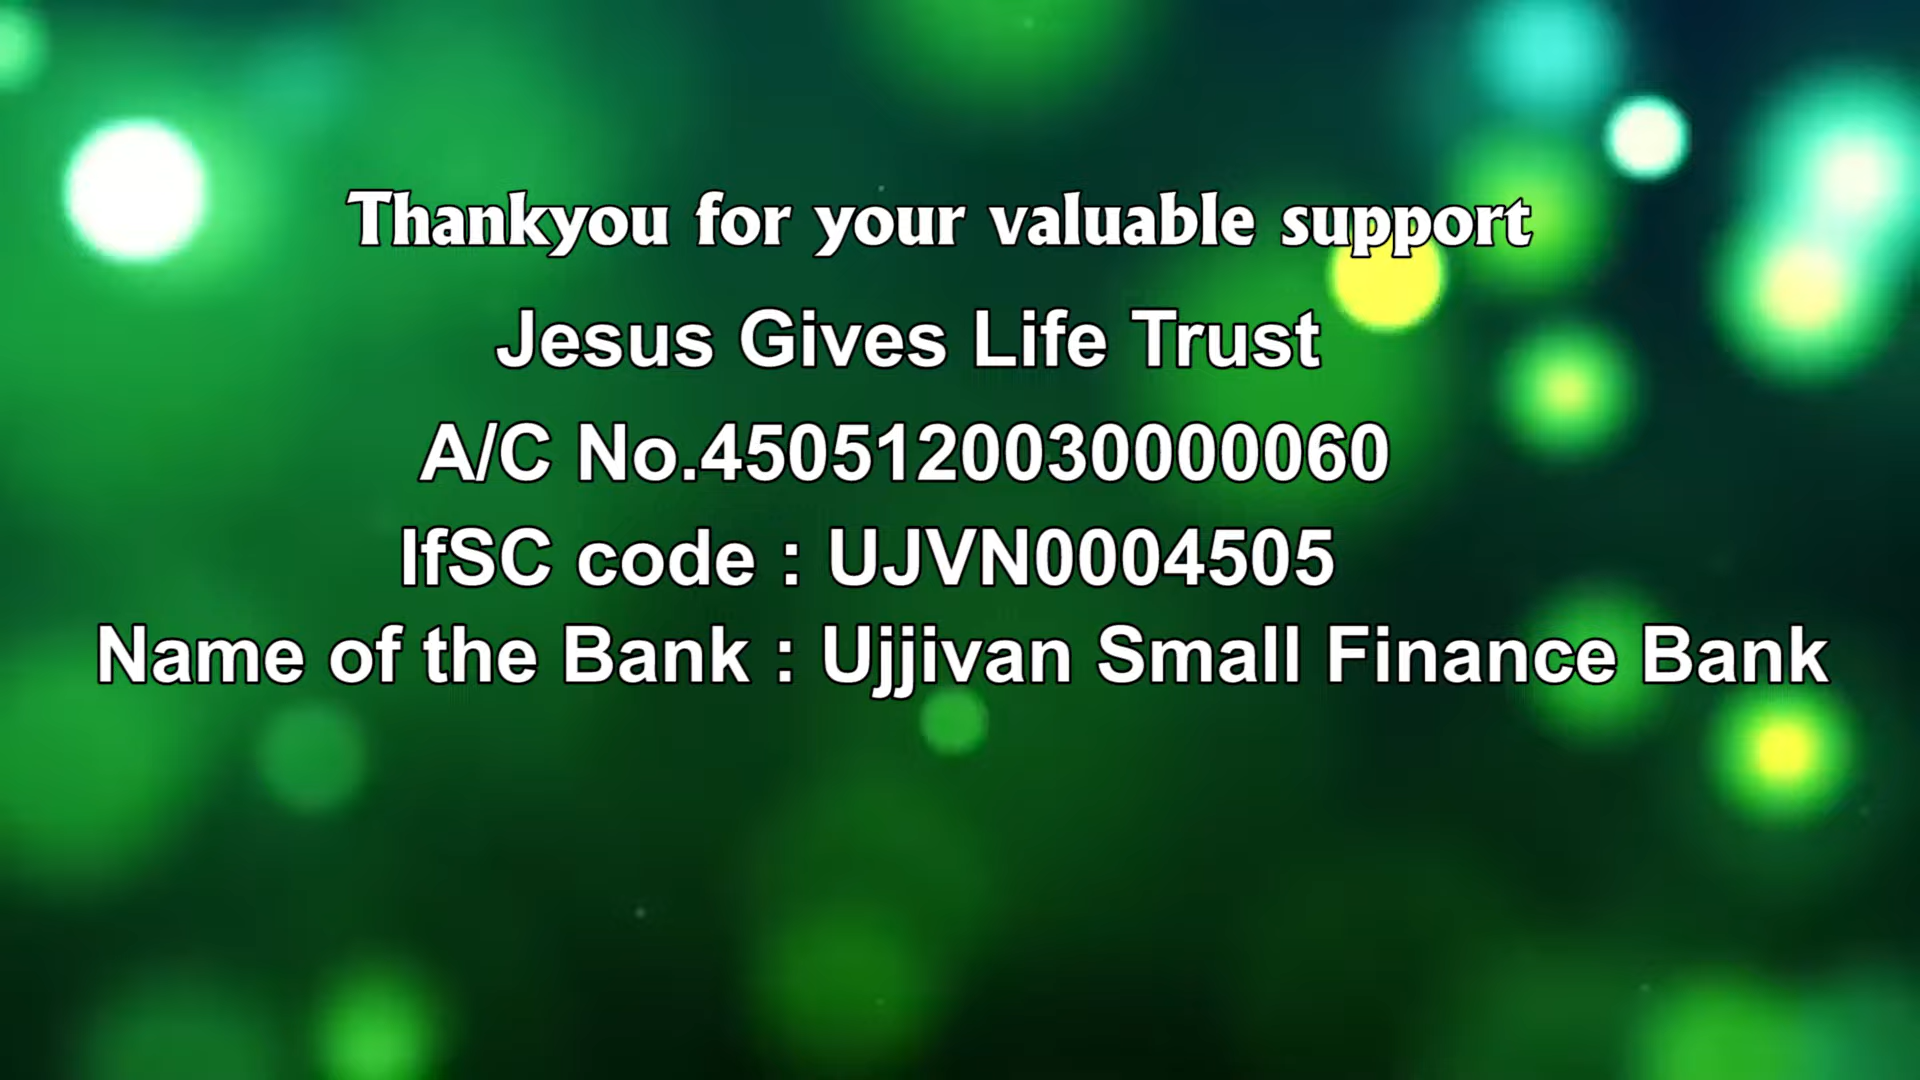 Thankyou for your valuable support
Jesus Gives Life Trust
A/C No.4505120030000060
IfSC code : UJVN0004505
Name of the Bank : Ujjivan Small Finance Bank